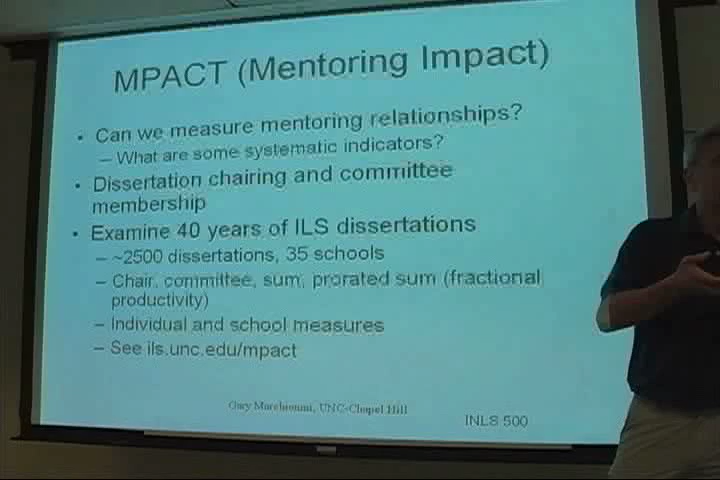 MPACT (Mentoring Impact)
• Can we measure mentoring relationships?
– What are some systematic indicators?
• Dissertation chairing and committee
membership
• Examine 40 years of ILS dissertations
– ~2500 dissertations, 35 schools
– Chair, committee, sum, prorated sum (fractional
productivity)
– Individual and school measures
– See ils.unc.edu/mpact
Gary Marchionini, UNC-Chapel Hill
INLS 500